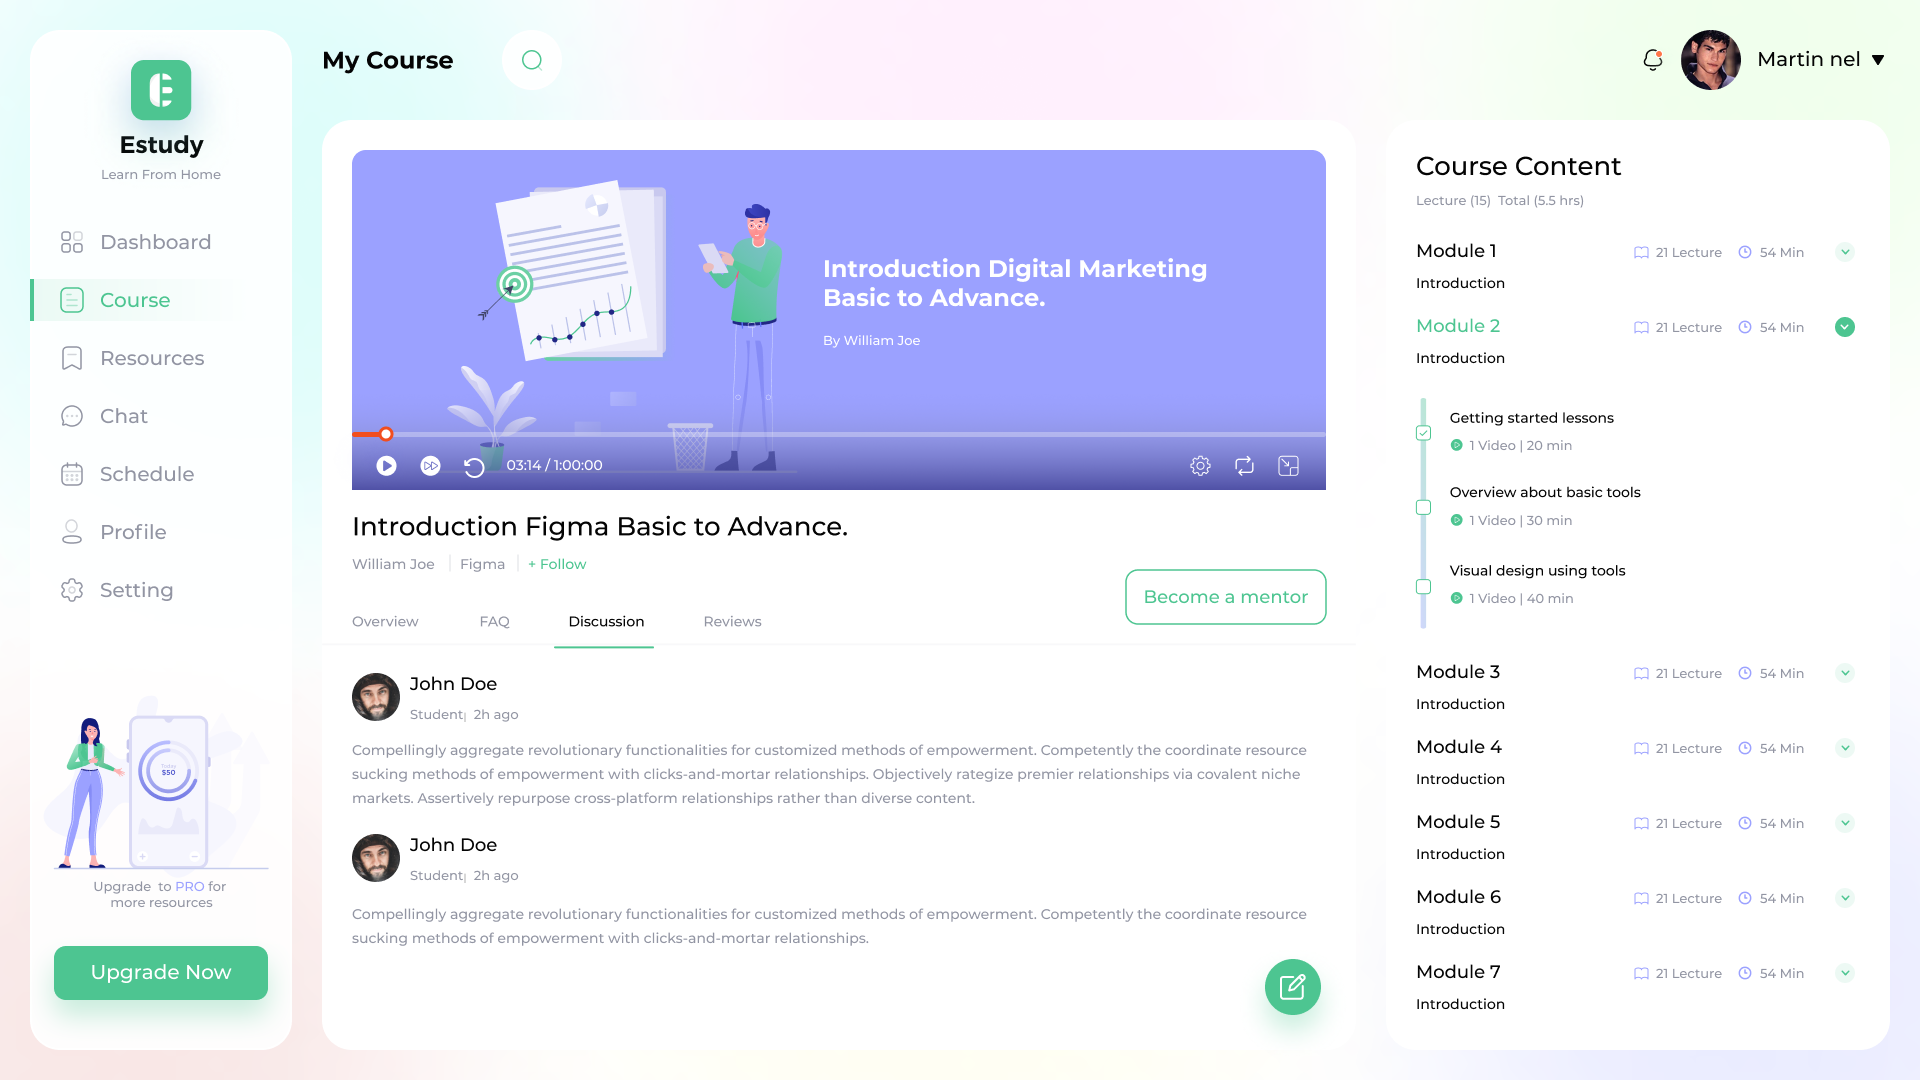 Estudy
Learn From Home
Dashboard
Course
Resources
Chat
Schedule
Profile
Setting
Today
$50
Upgrade to PRO for
more resources
Upgrade Now
My Course
Martin nel
Introduction Digital Marketing
Basic to Advance.
By William Joe
03:14 / 1:00:00
Introduction Figma Basic to Advance.
William Joe
Figma
+ Follow
Become a mentor
Overview
FAQ
Discussion
Reviews
John Doe
Student| 2h ago
Compellingly aggregate revolutionary functionalities for customized methods of empowerment. Competently the coordinate resource
sucking methods of empowerment with clicks-and-mortar relationships. Objectively rategize premier relationships via covalent niche
markets. Assertively repurpose cross-platform relationships rather than diverse content.
John Doe
Student| 2h ago
Compellingly aggregate revolutionary functionalities for customized methods of empowerment. Competently the coordinate resource
sucking methods of empowerment with clicks-and-mortar relationships.
Course Content
Lecture (15) Total (5.5 hrs)
Module 1
21 Lecture
54 Min
Introduction
Module 2
21 Lecture
54 Min
Introduction
Getting started lessons
1 Video | 20 min
Overview about basic tools
1 Video | 30 min
Visual design using tools
1 Video | 40 min
Module 3
21 Lecture
54 Min
Introduction
Module 4
21 Lecture
54 Min
Introduction
Module 5
21 Lecture
54 Min
Introduction
Module 6
21 Lecture
54 Min
Introduction
Module 7
21 Lecture
54 Min
Introduction